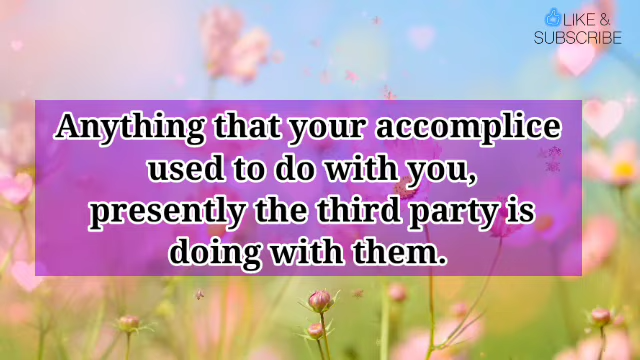 LIKE &
SUBSCRIBE
Anything that your accomplice
used to do with you,
presently the third party is
doing with them.